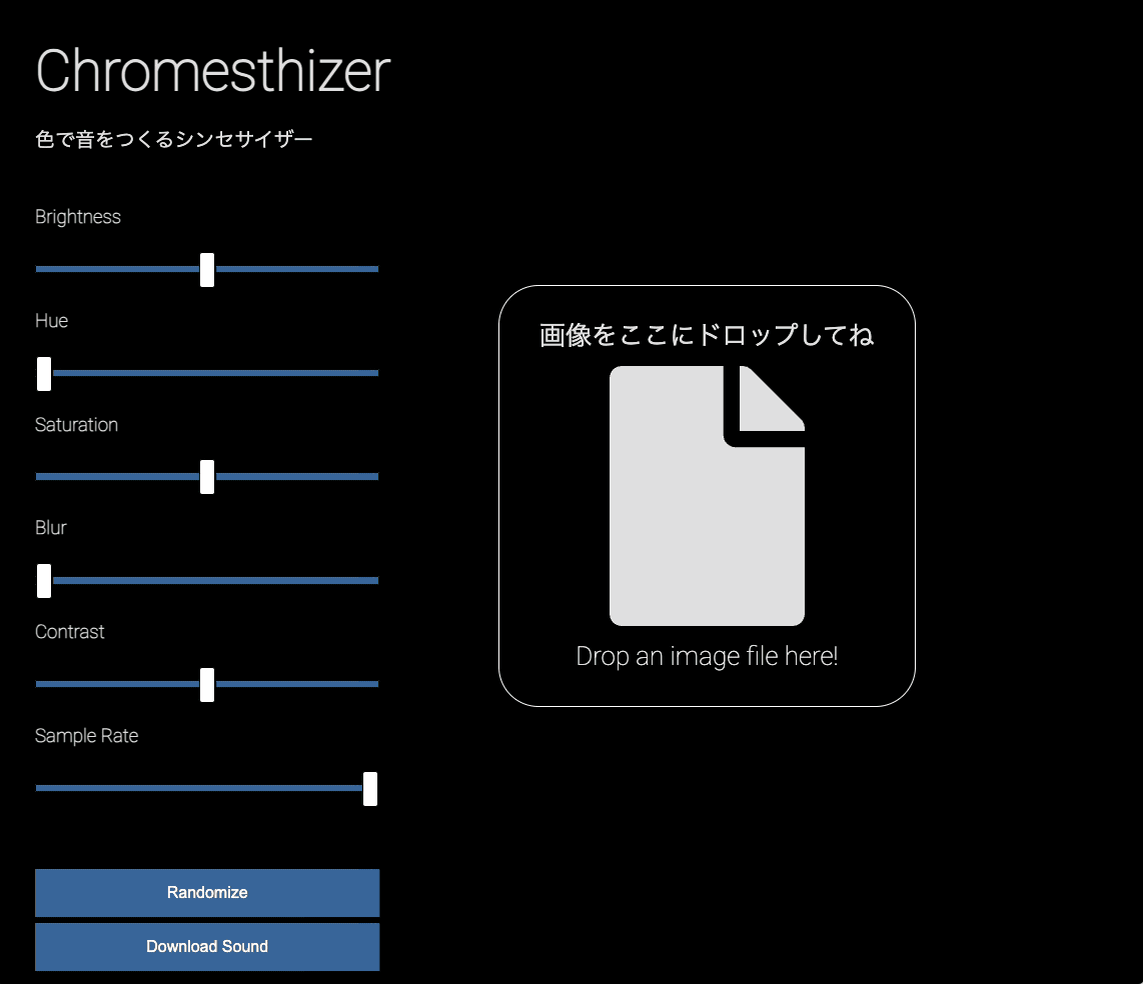 Chromesthizer
色で音をつくるシンセサイザー
Brightness
Hue
Saturation
Blur
Contrast
Sample Rate
Randomize
Download Sound
画像をここにドロップしてね
Drop an image file here!